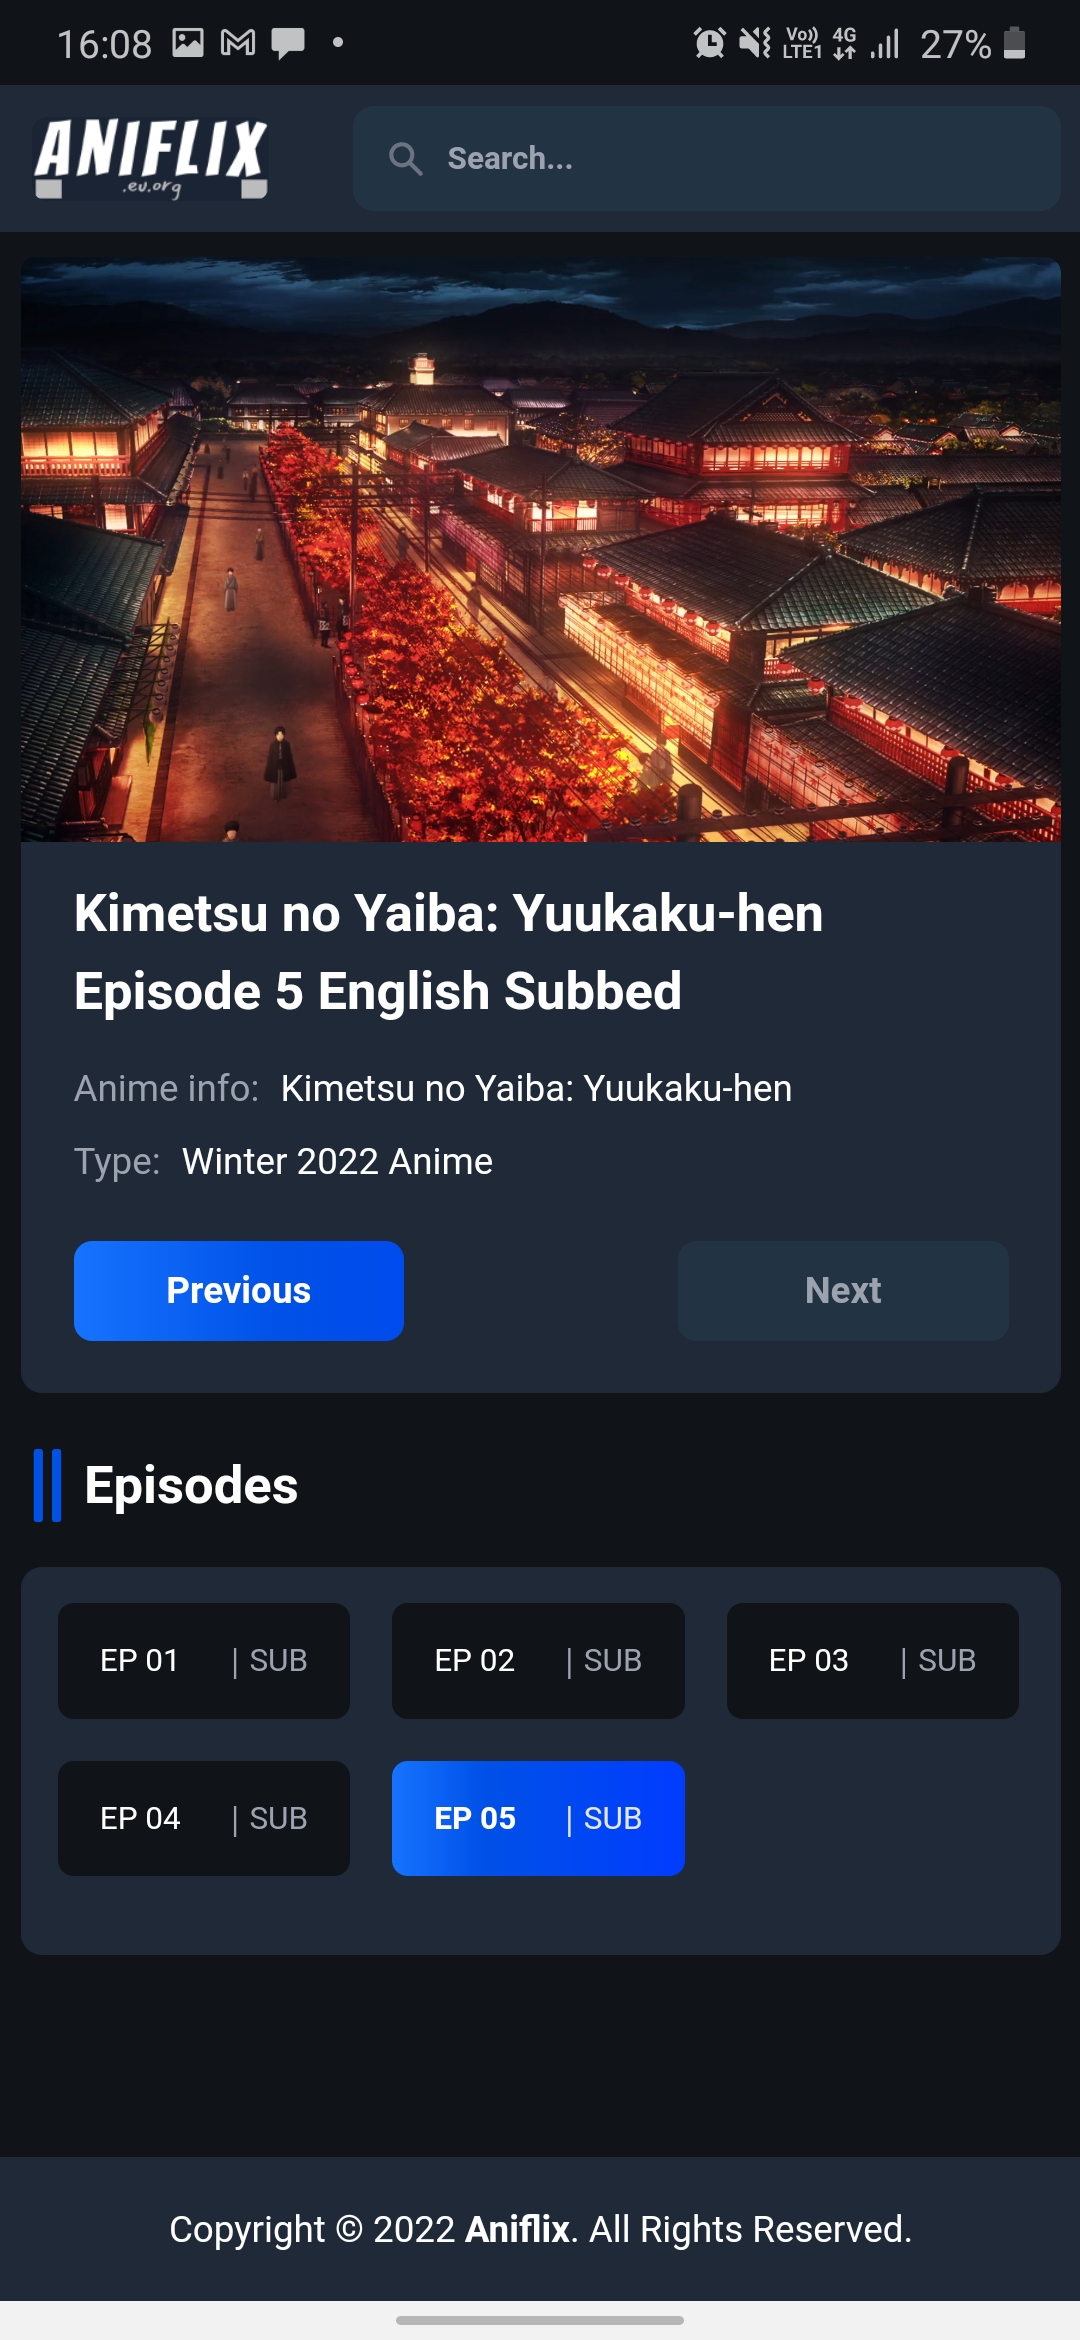 16:08
Vo)) LTE1 4G 27%
ANIFLIX
.eu.org
Search...
Kimetsu no Yaiba: Yuukaku-hen
Episode 5 English Subbed
Anime info: Kimetsu no Yaiba: Yuukaku-hen
Type: Winter 2022 Anime
Previous
Next
Episodes
EP 01 | SUB
EP 02 | SUB
EP 03 | SUB
EP 04 | SUB
EP 05 | SUB
Copyright © 2022 Aniflix. All Rights Reserved.